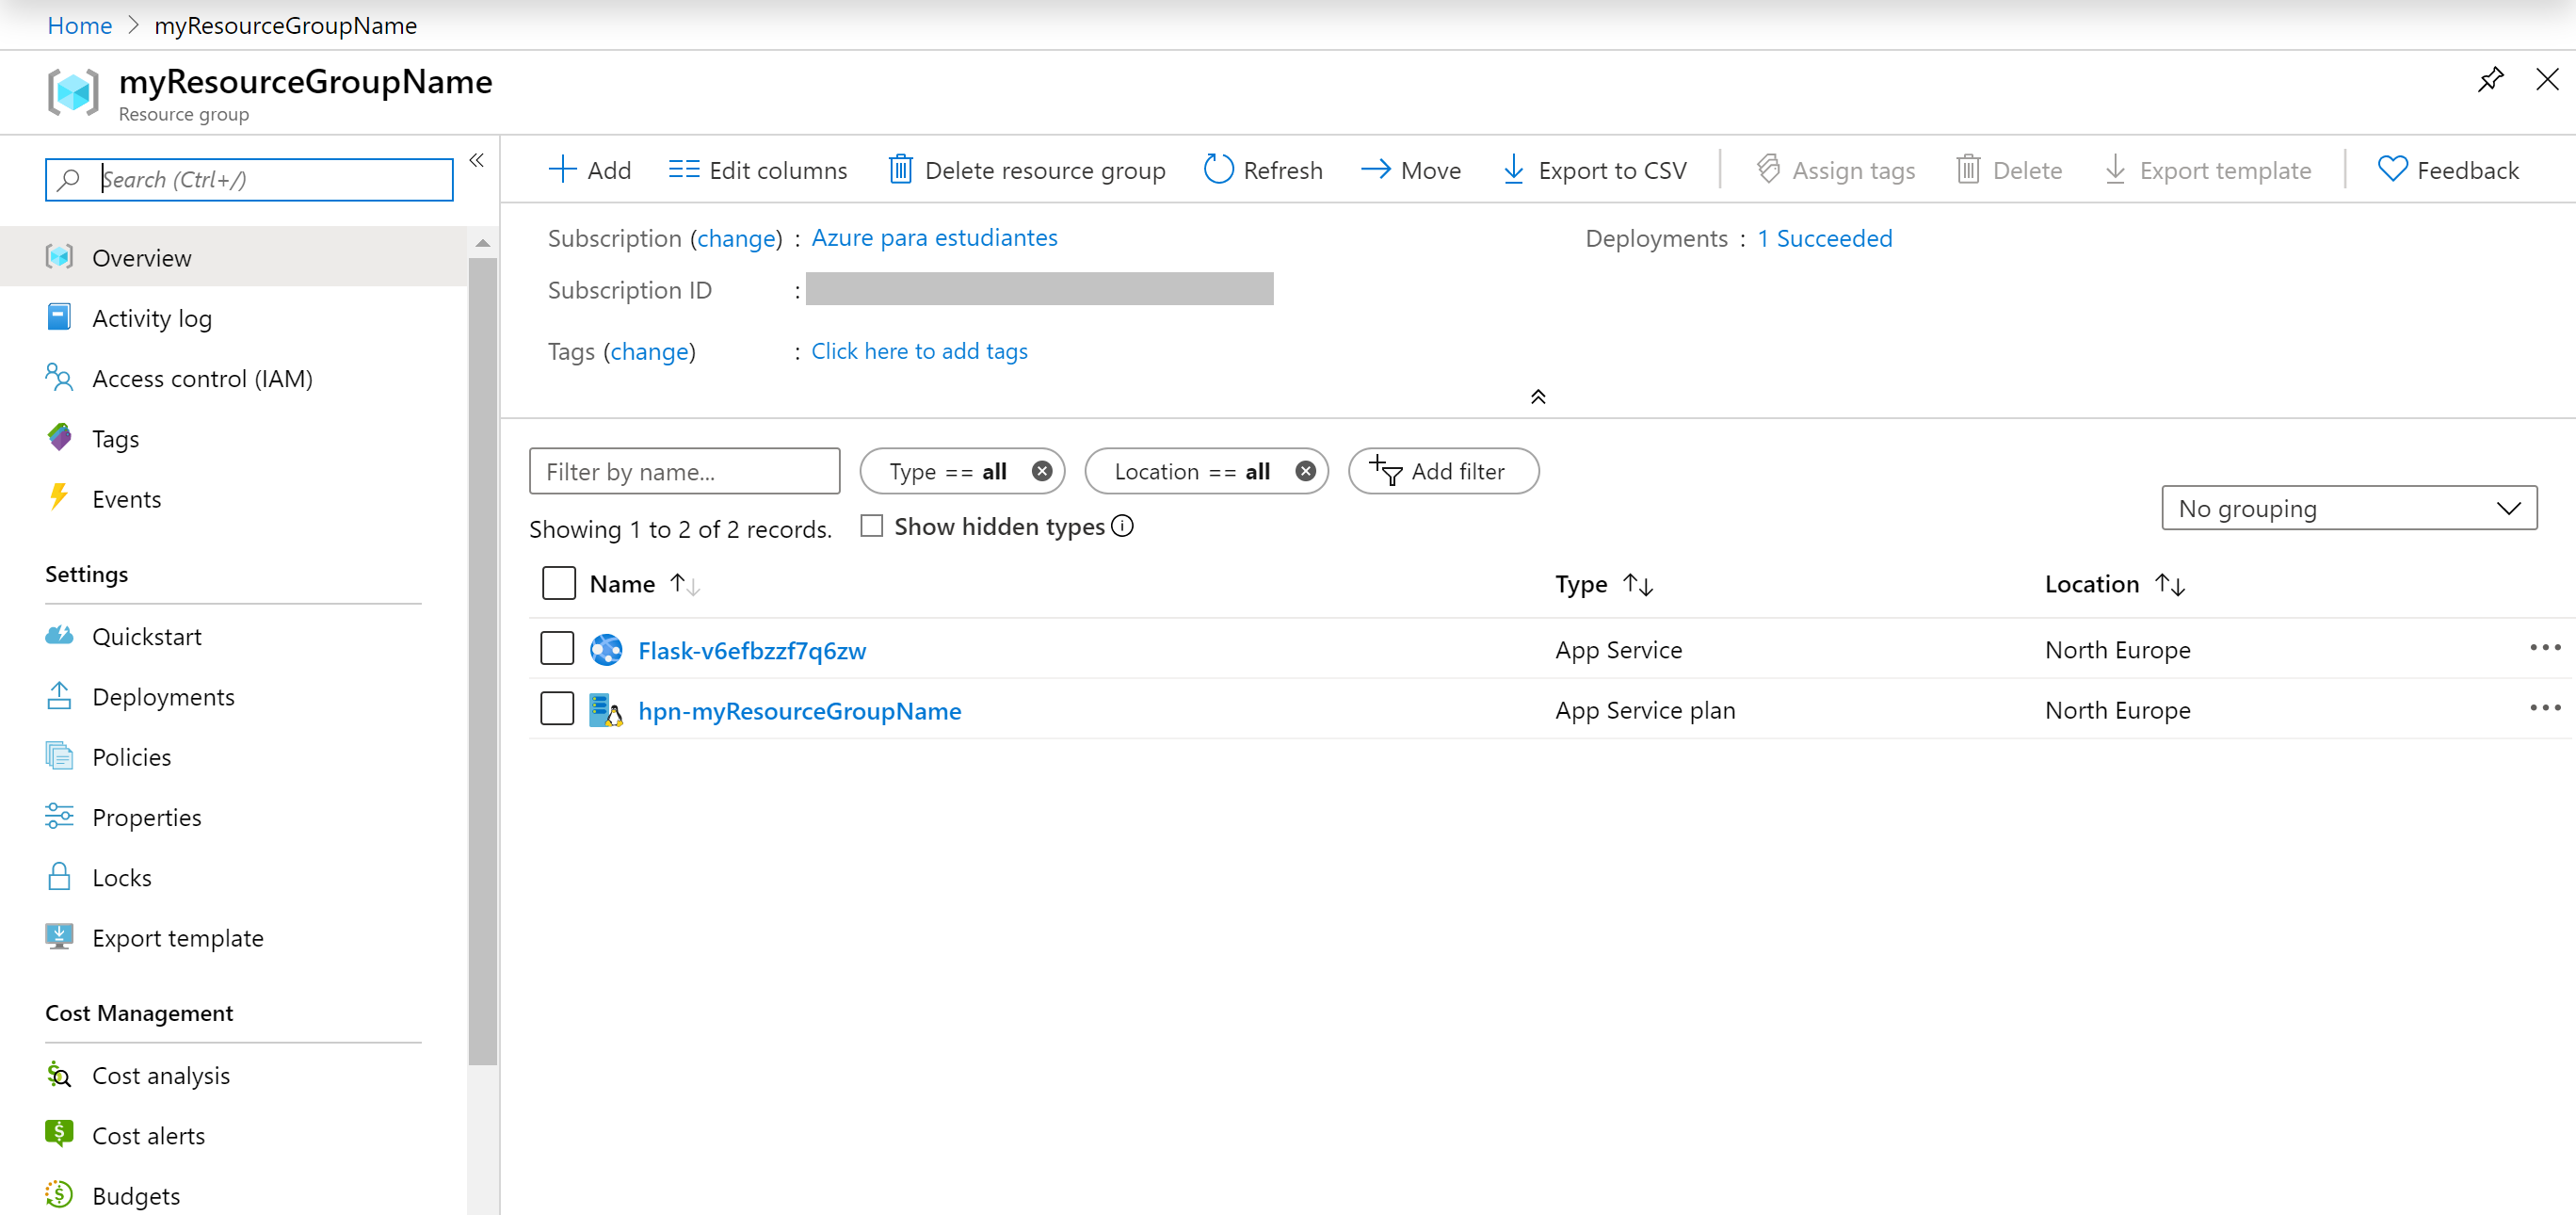 Home > myResourceGroupName
myResourceGroupName
Resource group
Search (Ctrl+/)
Overview
Activity log
Access control (IAM)
Tags
Events
Settings
Quickstart
Deployments
Policies
Properties
Locks
Export template
Cost Management
Cost analysis
Cost alerts
Budgets
Add Edit columns Delete resource group Refresh Move Export to CSV Assign tags Delete Export template Feedback
Subscription (change) : Azure para estudiantes Deployments : 1 Succeeded
Subscription ID :
Tags (change) : Click here to add tags
Filter by name... Type == all Location == all Add filter
No grouping
Showing 1 to 2 of 2 records. Show hidden types
Name Type Location
Flask-v6efbzzf7q6zw App Service North Europe
hpn-myResourceGroupName App Service plan North Europe